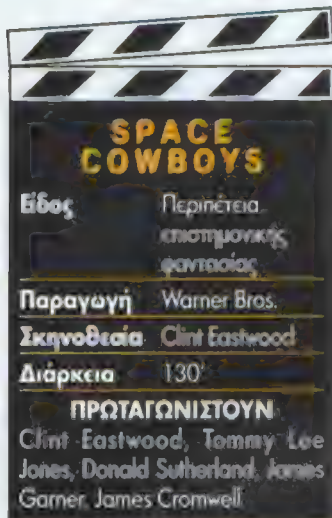 SPACE
COWBOYS
Είδος Περιπέτεια
επιστημονικής
φαντασίας
Παραγωγή Warner Bros.
Σκηνοθεσία Clint Eastwood
Διάρκεια 130'
ΠΡΩΤΑΓΩΝΙΣΤΟΥΝ
Clint Eastwood, Tommy Lee
Jones, Donald Sutherland, James
Garner, James Cromwell